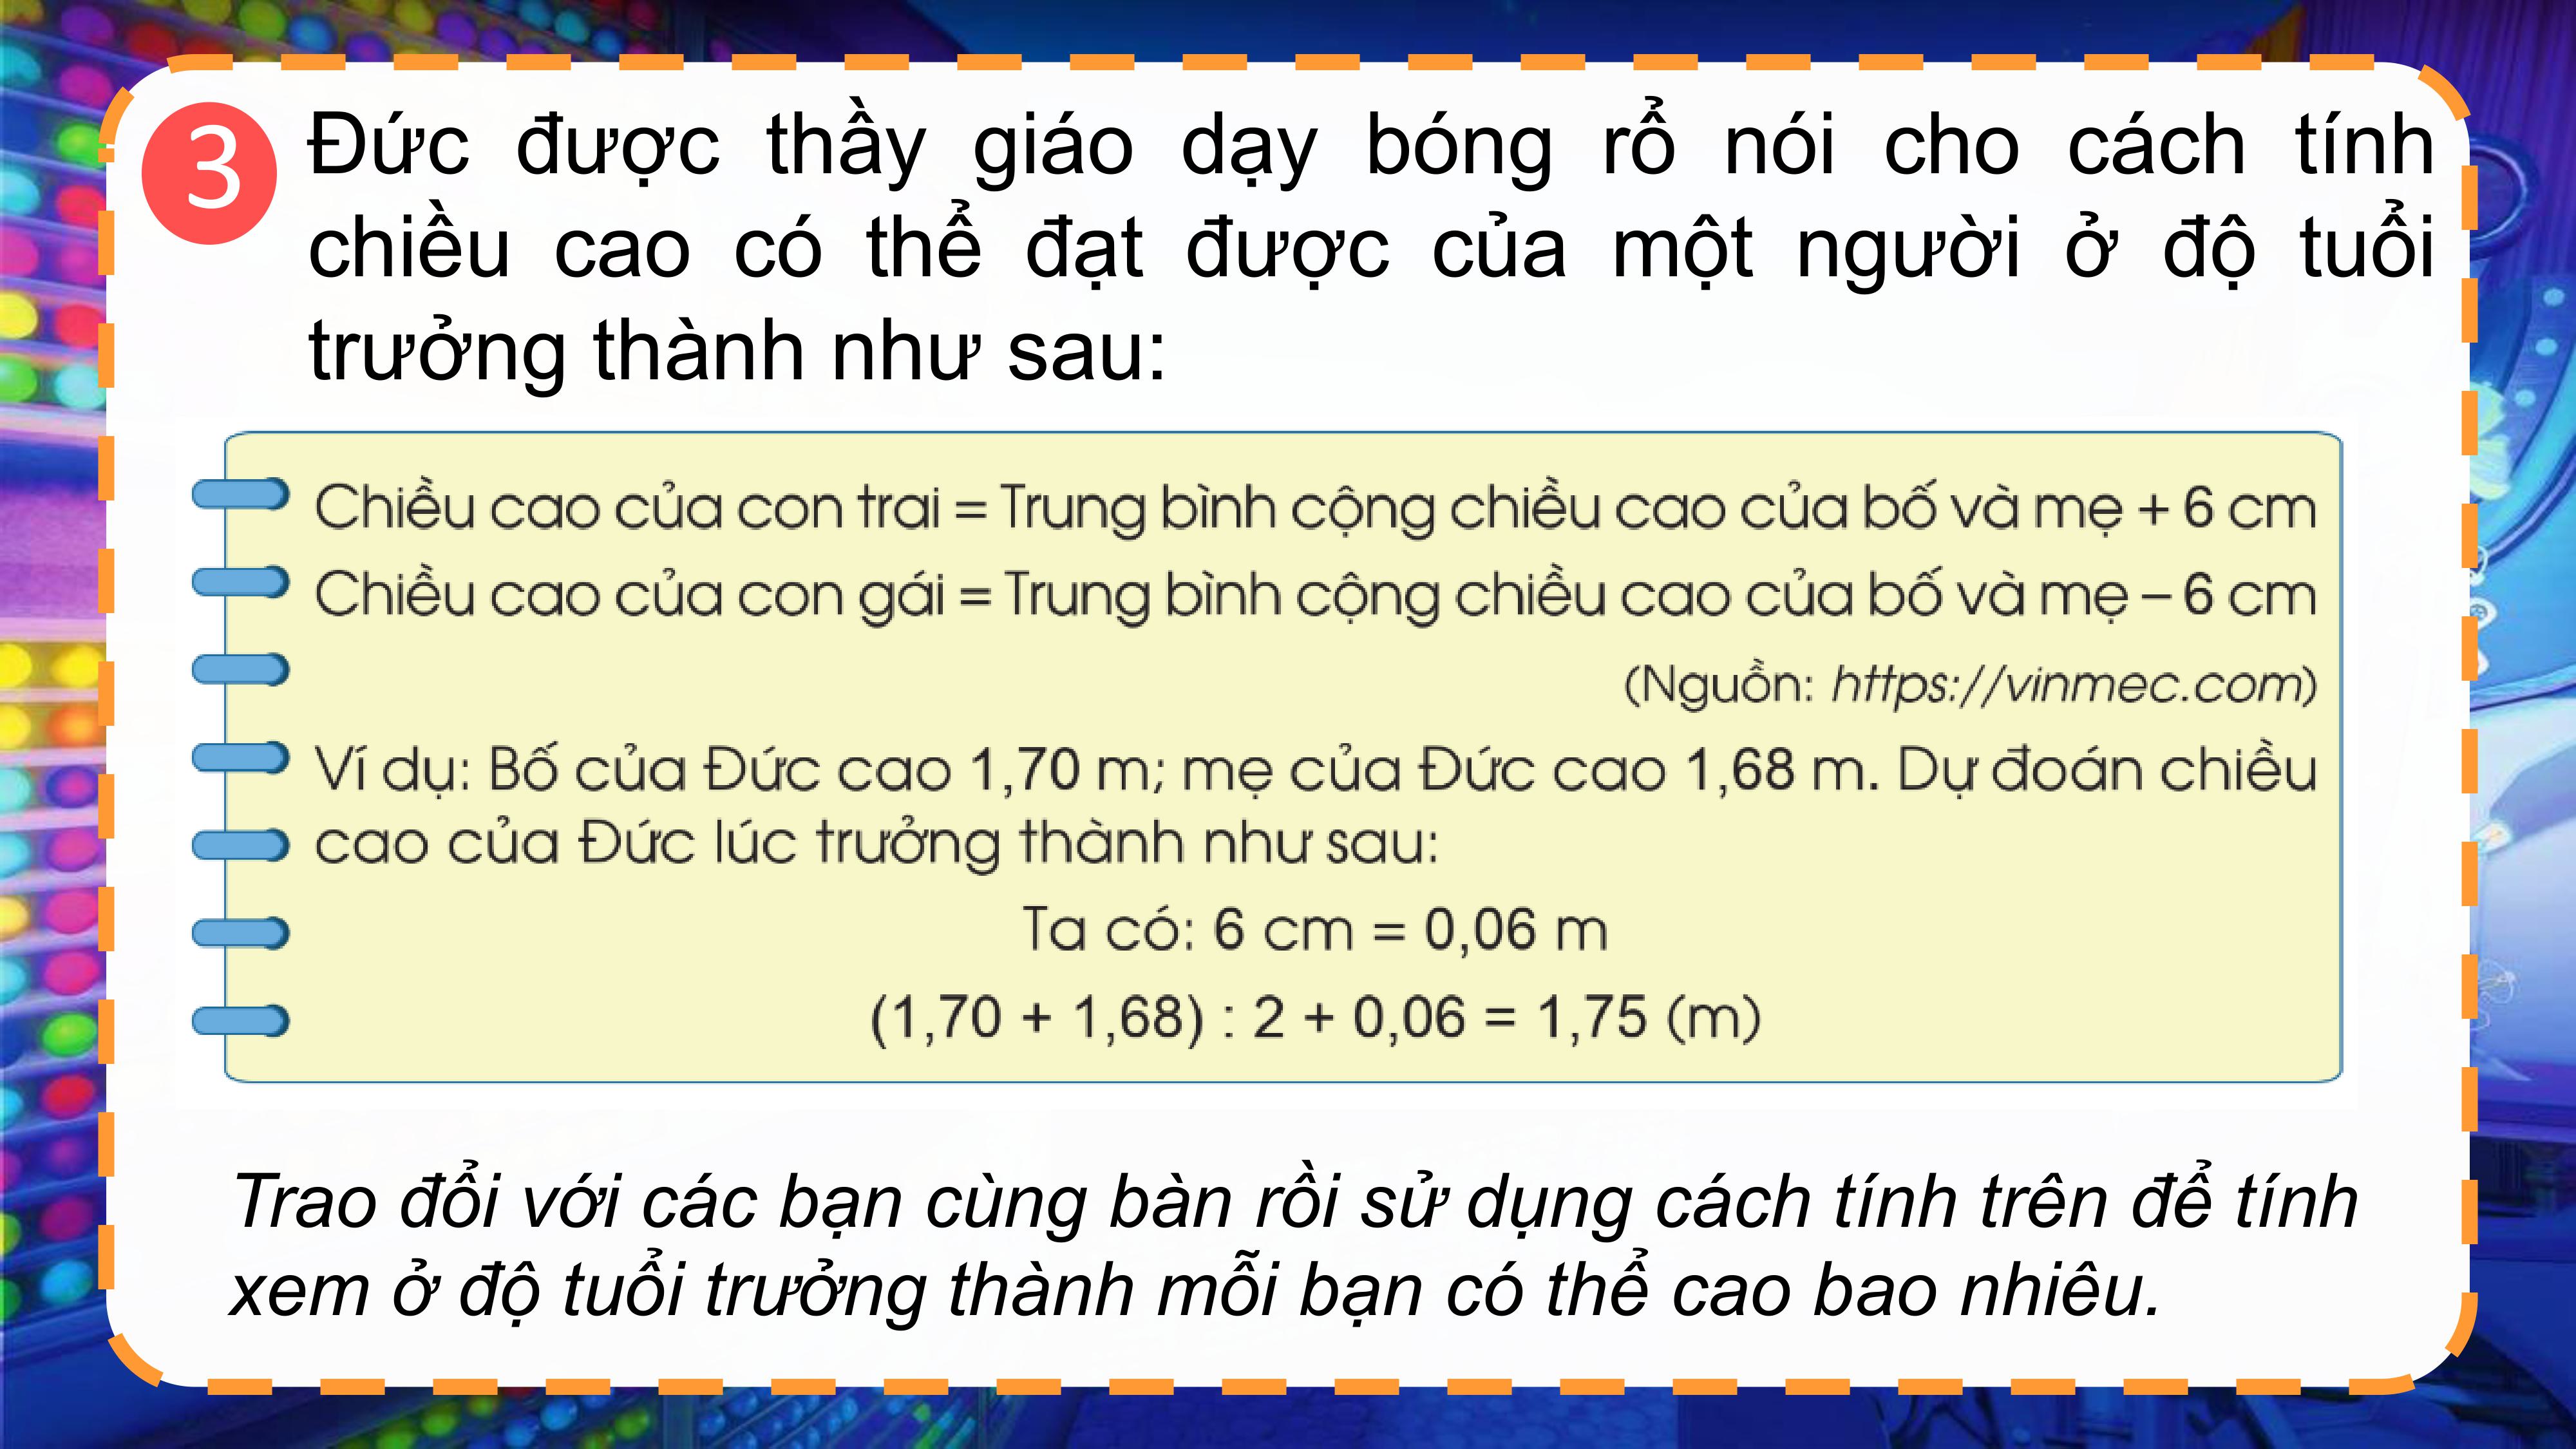 3
Đức được thầy giáo dạy bóng rổ nói cho cách tính
chiều cao có thể đạt được của một người ở độ tuổi
trưởng thành như sau:
Chiều cao của con trai = Trung bình cộng chiều cao của bố và mẹ + 6 cm
Chiều cao của con gái = Trung bình cộng chiều cao của bố và mẹ – 6 cm
(Nguồn: https://vinmec.com)
Ví dụ: Bố của Đức cao 1,70 m; mẹ của Đức cao 1,68 m. Dự đoán chiều
cao của Đức lúc trưởng thành như sau:
Ta có: 6 cm = 0,06 m
(1,70 + 1,68) : 2 + 0,06 = 1,75 (m)
Trao đổi với các bạn cùng bàn rồi sử dụng cách tính trên để tính
xem ở độ tuổi trưởng thành mỗi bạn có thể cao bao nhiêu.